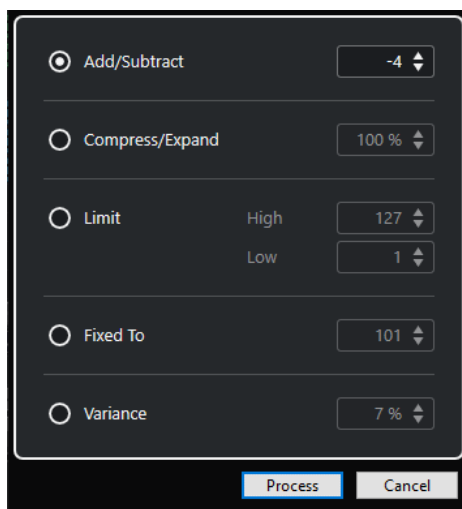 Add/Subtract -4
Compress/Expand 100 %
Limit High 127
Low 1
Fixed To 101
Variance 7 %
Process Cancel